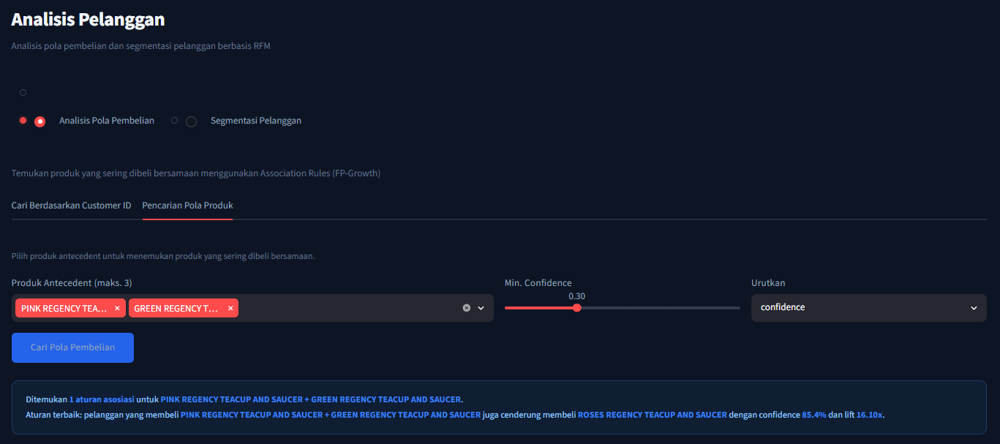 Analisis Pelanggan
Analisis pola pembelian dan segmentasi pelanggan berbasis RFM
Analisis Pola Pembelian Segmentasi Pelanggan
Temukan produk yang sering dibeli bersamaan menggunakan Association Rules (FP-Growth)
Cari Berdasarkan Customer ID Pencarian Pola Produk
Pilih produk antecedent untuk menemukan produk yang sering dibeli bersamaan.
Produk Antecedent (maks. 3) Min. Confidence Urutkan
0.30
PINK REGENCY TEA... × GREEN REGENCY T... × confidence
Cari Pola Pembelian
Ditemukan 1 aturan asosiasi untuk PINK REGENCY TEACUP AND SAUCER + GREEN REGENCY TEACUP AND SAUCER.
Aturan terbaik: pelanggan yang membeli PINK REGENCY TEACUP AND SAUCER + GREEN REGENCY TEACUP AND SAUCER juga cenderung membeli ROSES REGENCY TEACUP AND SAUCER dengan confidence 85.4% dan lift 16.10x.